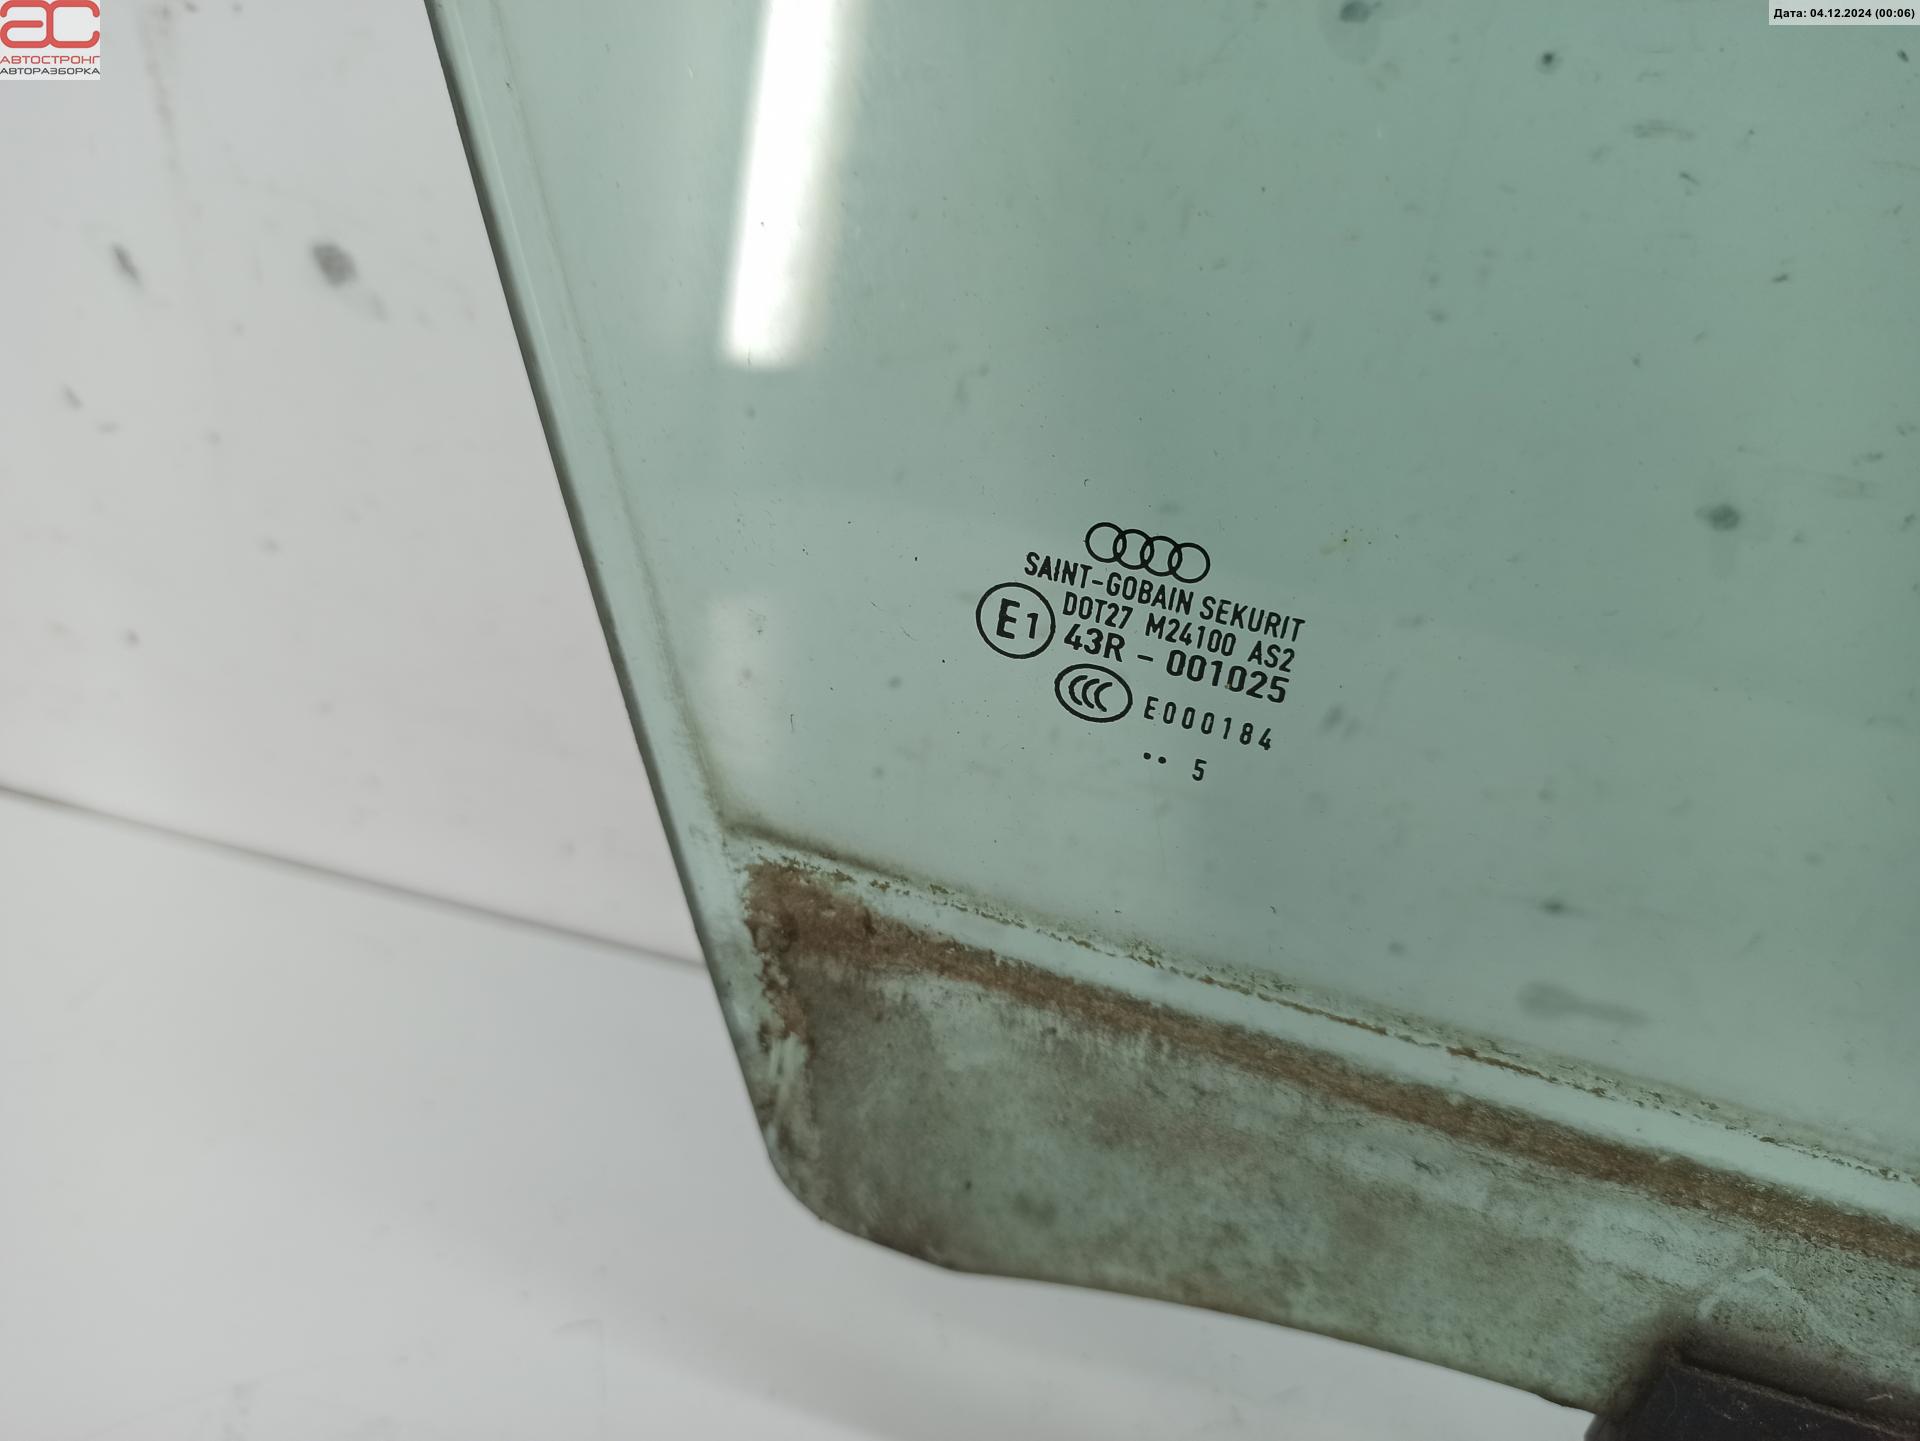 АВТОСТРОНГ
АВТОРАЗБОРКА
Дата: 04.12.2024 (00:06)
SAINT-GOBAIN SEKURIT
DOT27 M24100 AS2
E1 43R - 001025
CCC E000184
.. 5